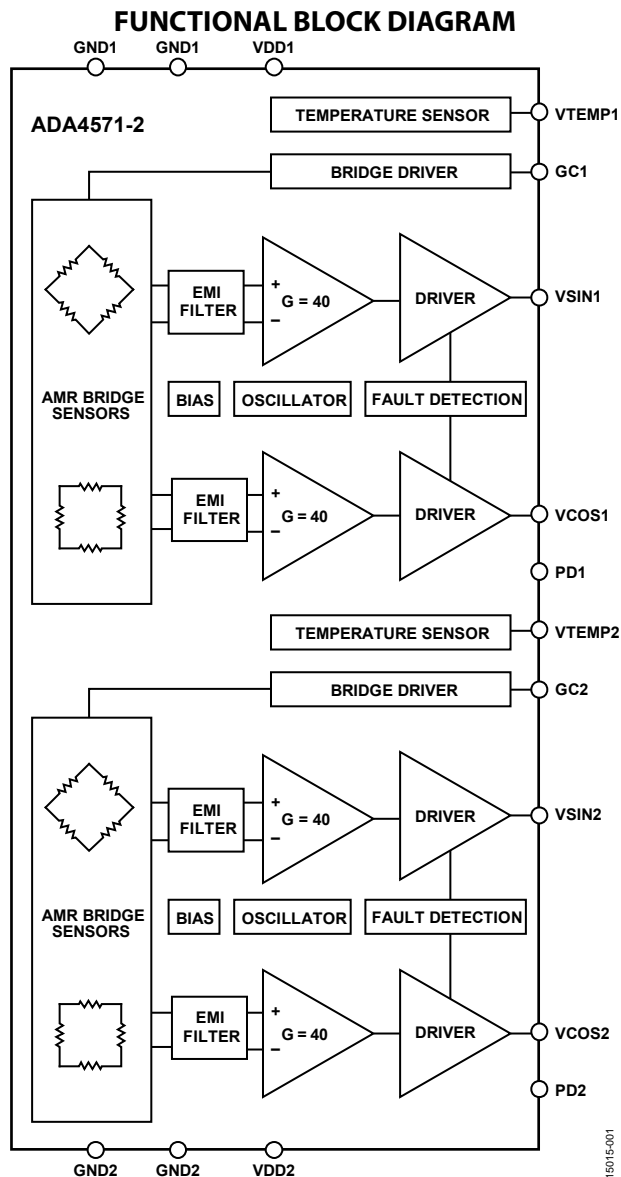 FUNCTIONAL BLOCK DIAGRAM
GND1 GND1 VDD1
ADA4571-2
TEMPERATURE SENSOR VTEMP1
BRIDGE DRIVER GC1
EMI
FILTER
+
G = 40
−
DRIVER
VSIN1
AMR BRIDGE
SENSORS
BIAS OSCILLATOR FAULT DETECTION
EMI
FILTER
+
G = 40
−
DRIVER
VCOS1
PD1
TEMPERATURE SENSOR VTEMP2
BRIDGE DRIVER GC2
EMI
FILTER
+
G = 40
−
DRIVER
VSIN2
AMR BRIDGE
SENSORS
BIAS OSCILLATOR FAULT DETECTION
EMI
FILTER
+
G = 40
−
DRIVER
VCOS2
PD2
GND2 GND2 VDD2
15015-001